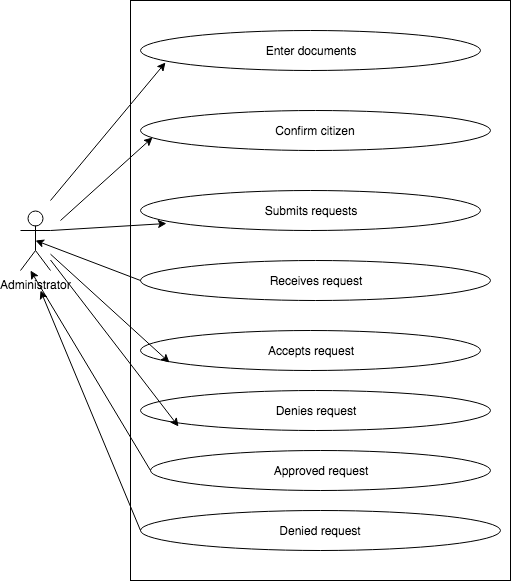 Enter documents
Confirm citizen
Submits requests
Administrator
Receives request
Accepts request
Denies request
Approved request
Denied request